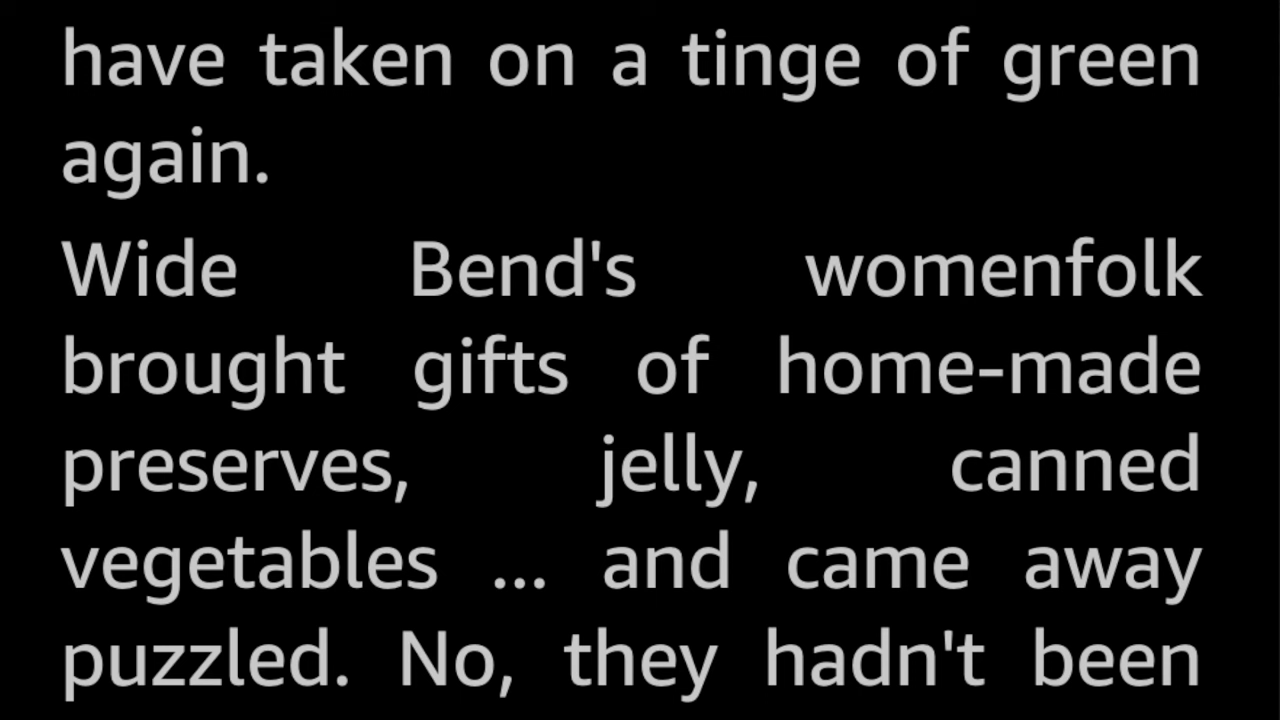 have taken on a tinge of green
again.
Wide Bend's womenfolk
brought gifts of home-made
preserves, jelly, canned
vegetables ... and came away
puzzled. No, they hadn't been